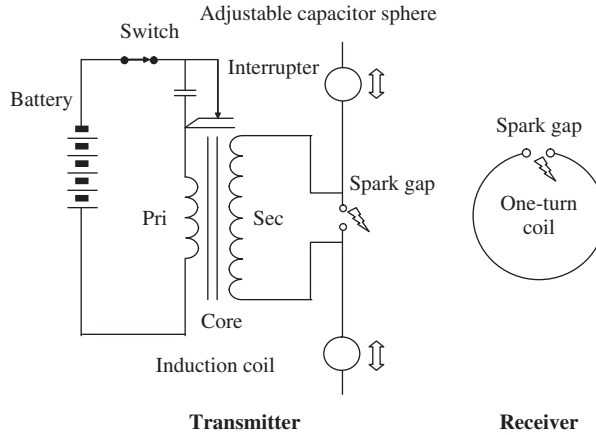 Adjustable capacitor sphere
Switch
Interrupter
Battery
Spark gap
Spark gap
Pri
Sec
One-turn
coil
Core
Induction coil
Transmitter
Receiver